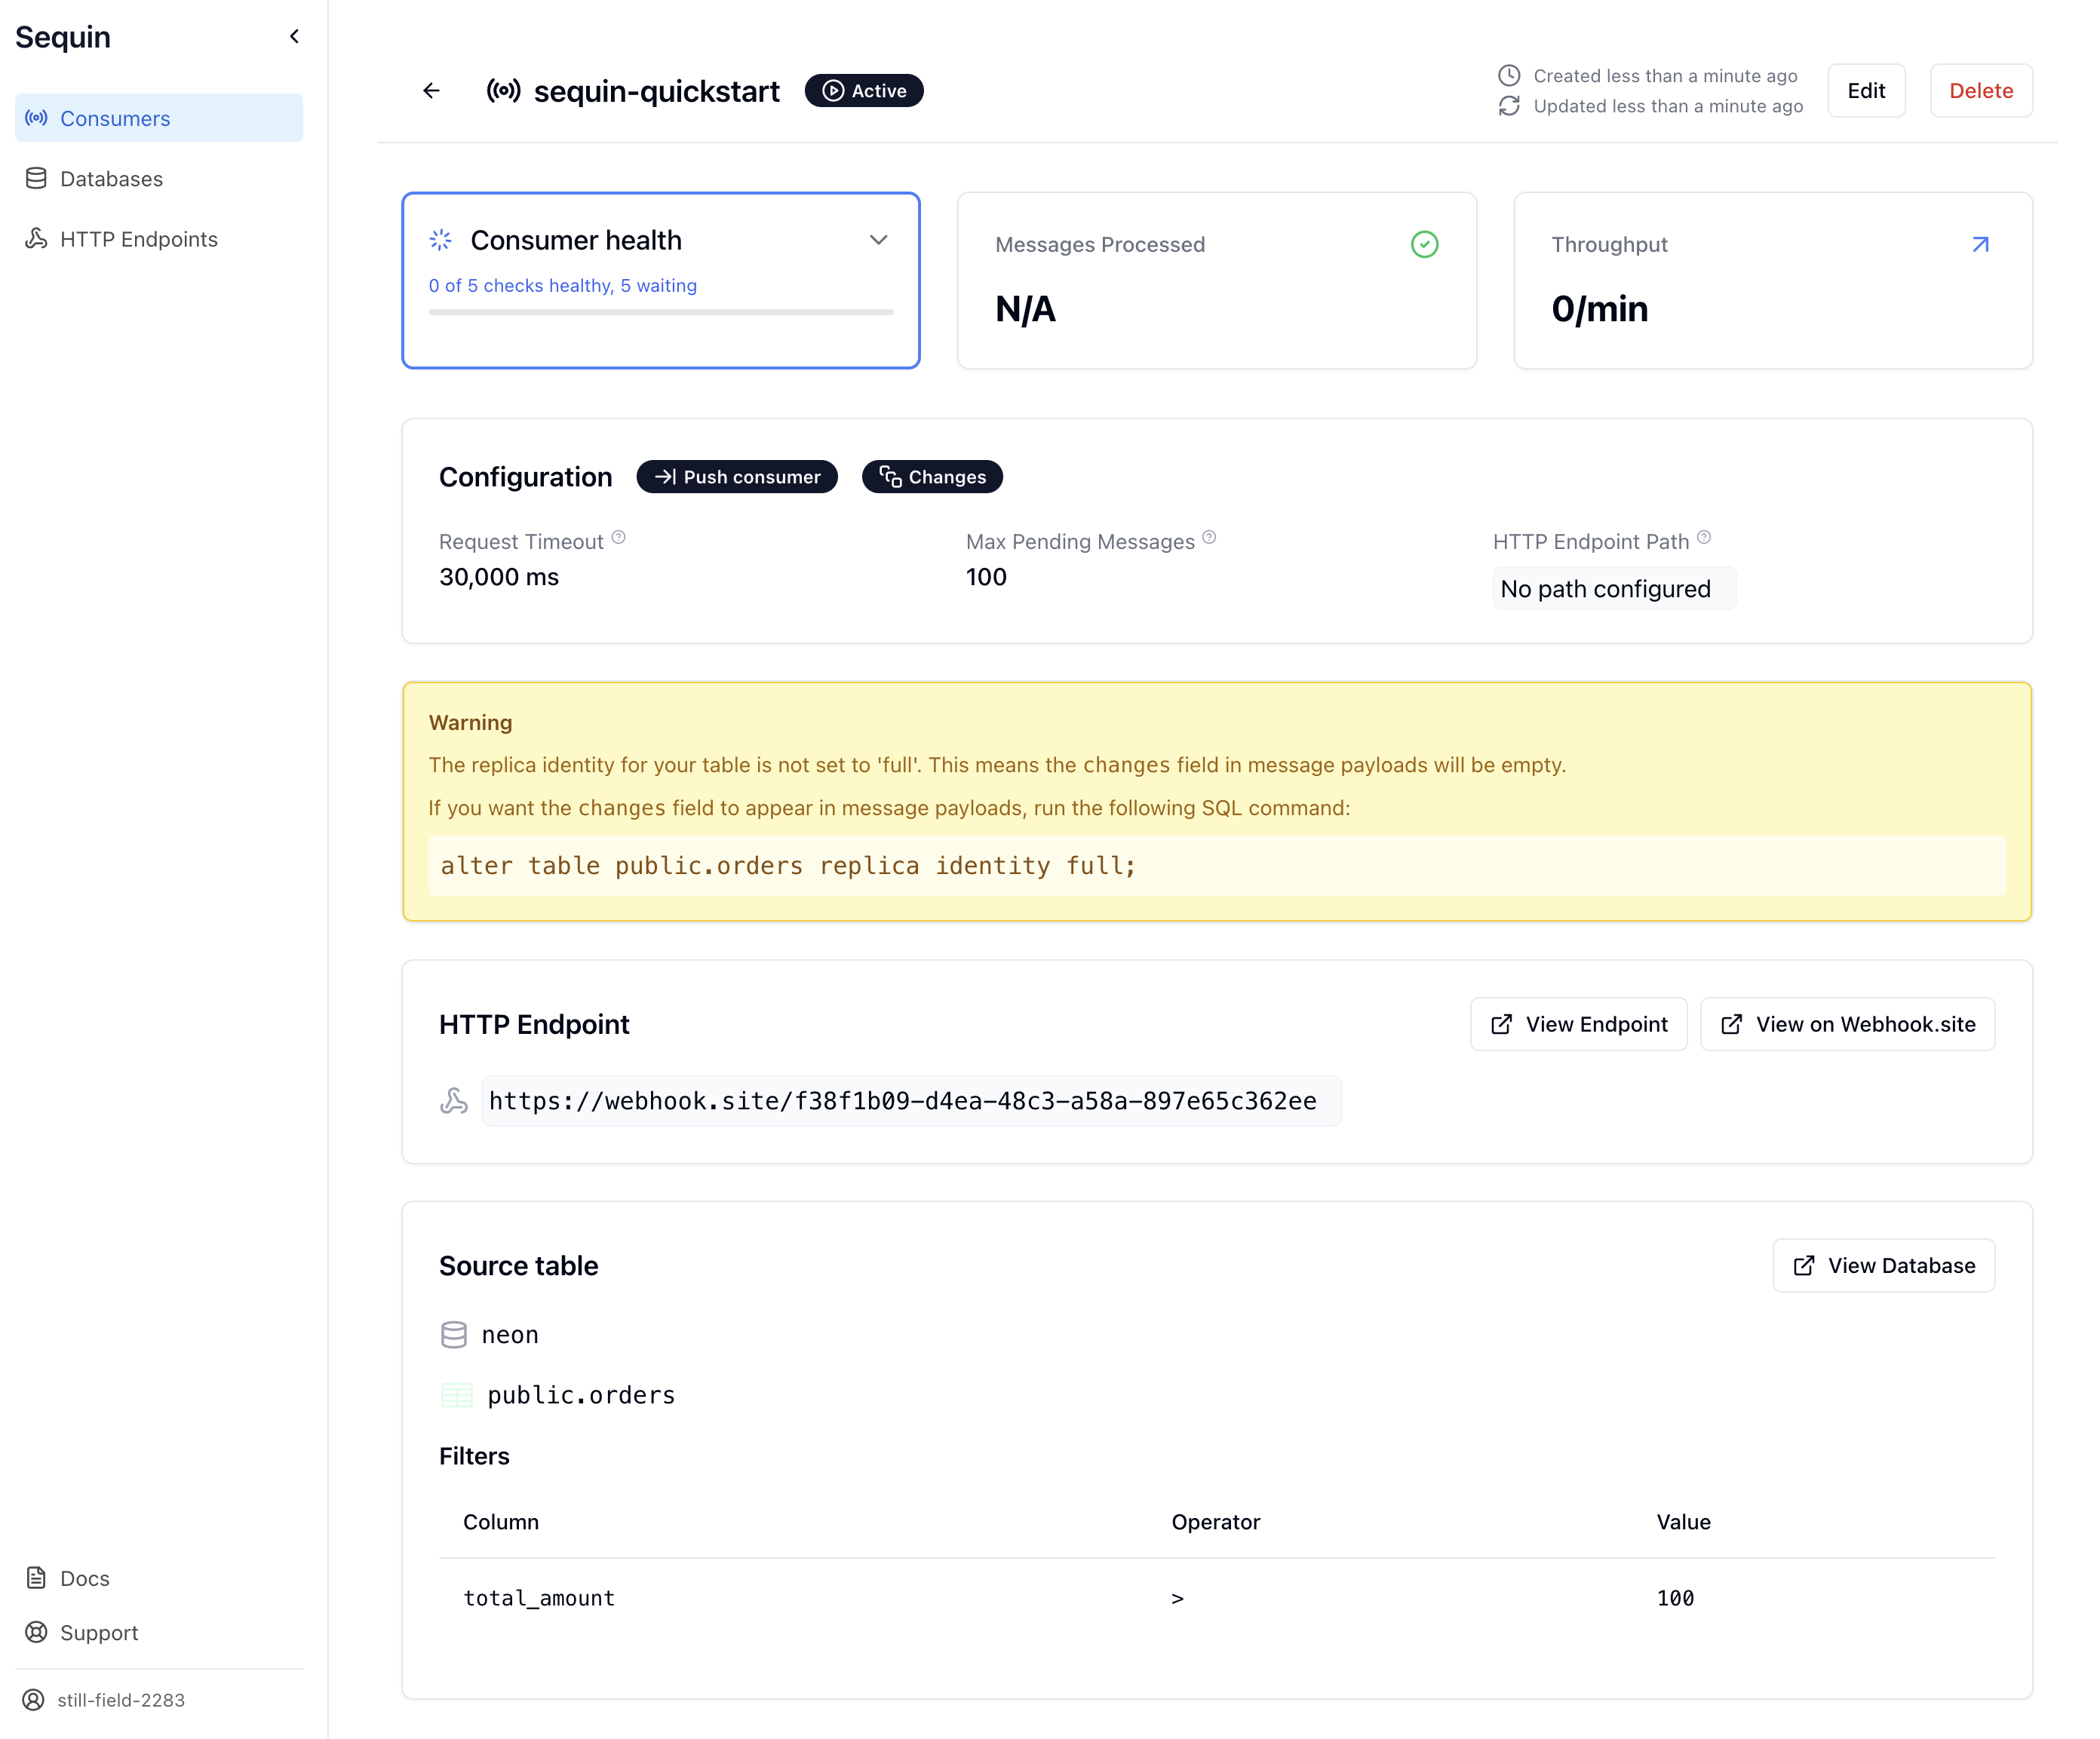 Sequin
Consumers
Databases
HTTP Endpoints
Docs
Support
still-field-2283
sequin-quickstart
Active
Created less than a minute ago
Updated less than a minute ago
Edit
Delete
Consumer health
0 of 5 checks healthy, 5 waiting
Messages Processed
N/A
Throughput
0/min
Configuration
Push consumer
Changes
Request Timeout
30,000 ms
Max Pending Messages
100
HTTP Endpoint Path
No path configured
Warning
The replica identity for your table is not set to 'full'. This means the changes field in message payloads will be empty.
If you want the changes field to appear in message payloads, run the following SQL command:
alter table public.orders replica identity full;
HTTP Endpoint
View Endpoint
View on Webhook.site
https://webhook.site/f38f1b09-d4ea-48c3-a58a-897e65c362ee
Source table
View Database
neon
public.orders
Filters
Column Operator Value
total_amount > 100